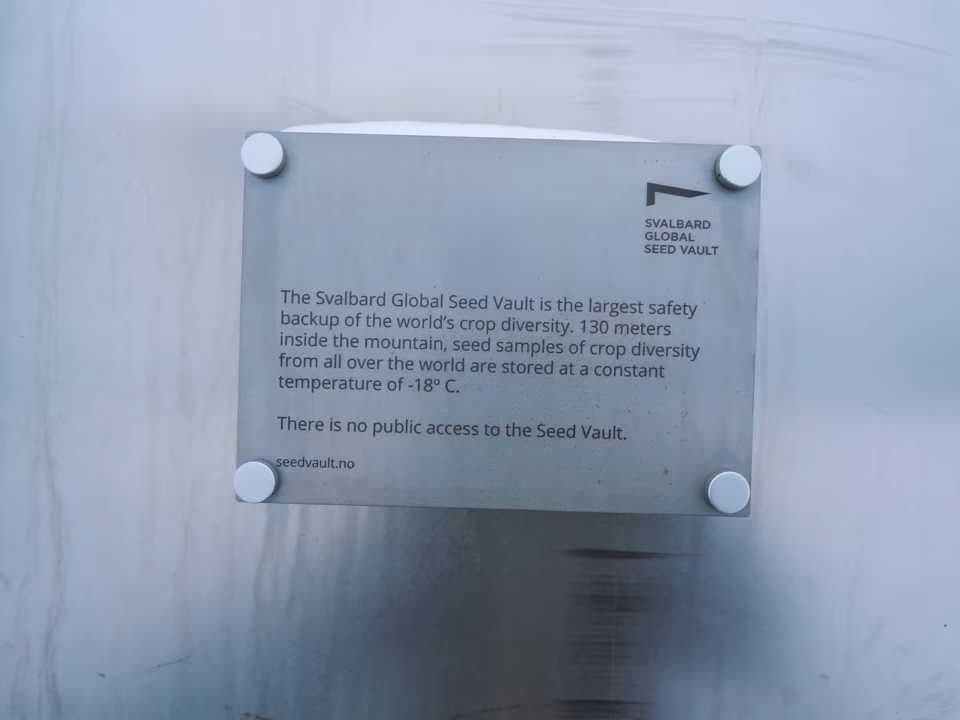 SVALBARD
GLOBAL
SEED VAULT
The Svalbard Global Seed Vault is the largest safety
backup of the world's crop diversity. 130 meters
inside the mountain, seed samples of crop diversity
from all over the world are stored at a constant
temperature of -18º C.
There is no public access to the Seed Vault.
seedvault.no